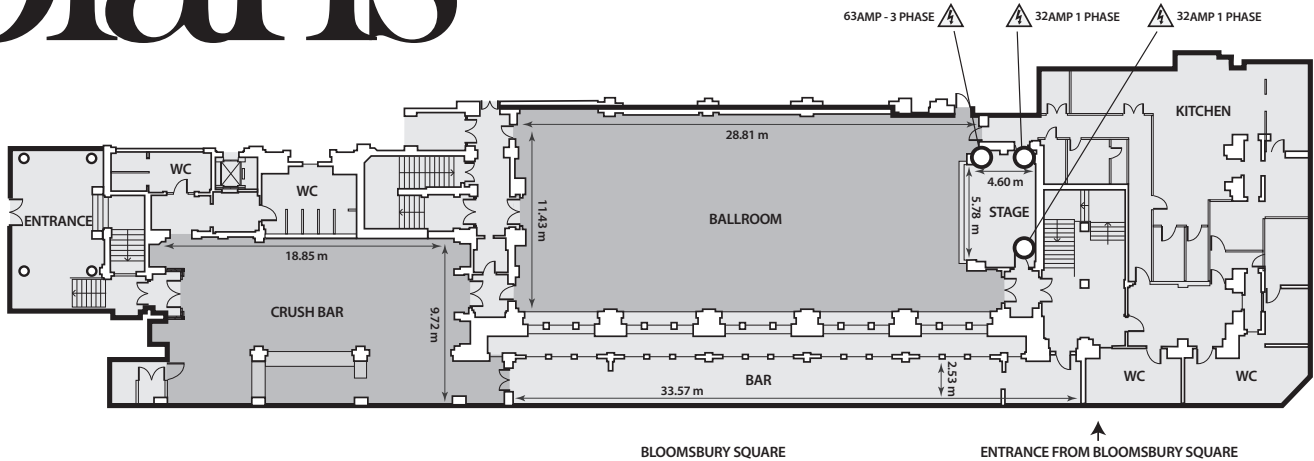 plans
63AMP - 3 PHASE
32AMP 1 PHASE
32AMP 1 PHASE
KITCHEN
28.81 m
WC
WC
4.60 m
ENTRANCE
11.43 m
BALLROOM
5.78 m
STAGE
18.85 m
CRUSH BAR
9.72 m
BAR
2.53 m
33.57 m
WC
WC
BLOOMSBURY SQUARE
ENTRANCE FROM BLOOMSBURY SQUARE